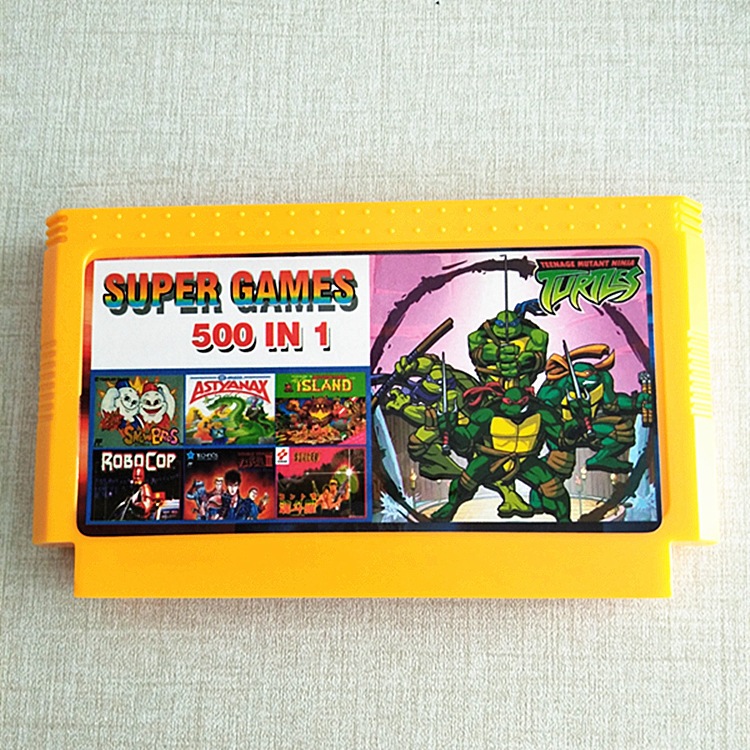 SUPER GAMES
500 IN 1
TEENAGE MUTANT NINJA
TURTLES
SNOW BROS
ASTYANAX
ISLAND
ROBOCOP